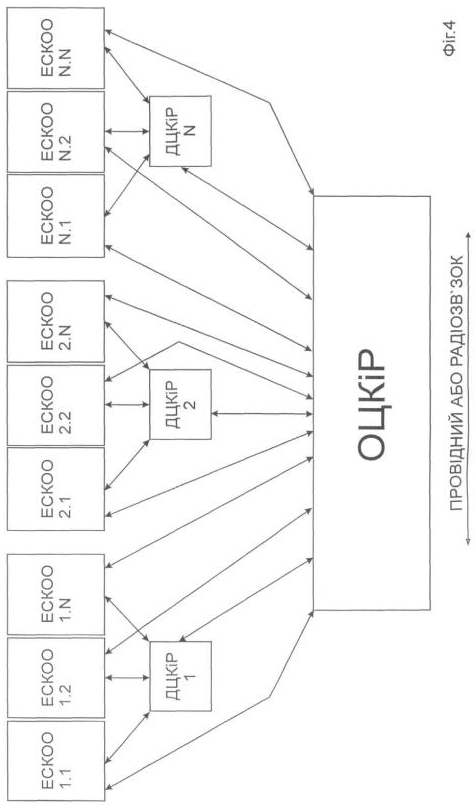 ЕСКОО
1.1
ЕСКОО
1.2
ЕСКОО
1.N
ЕСКОО
2.1
ЕСКОО
2.2
ЕСКОО
2.N
ЕСКОО
N.1
ЕСКОО
N.2
ЕСКОО
N.N
ДЦКіР
1
ДЦКіР
2
ДЦКіР
N
ОЦКіР
ПРОВІДНИЙ АБО РАДІОЗВ`ЗОК
Фіг.4